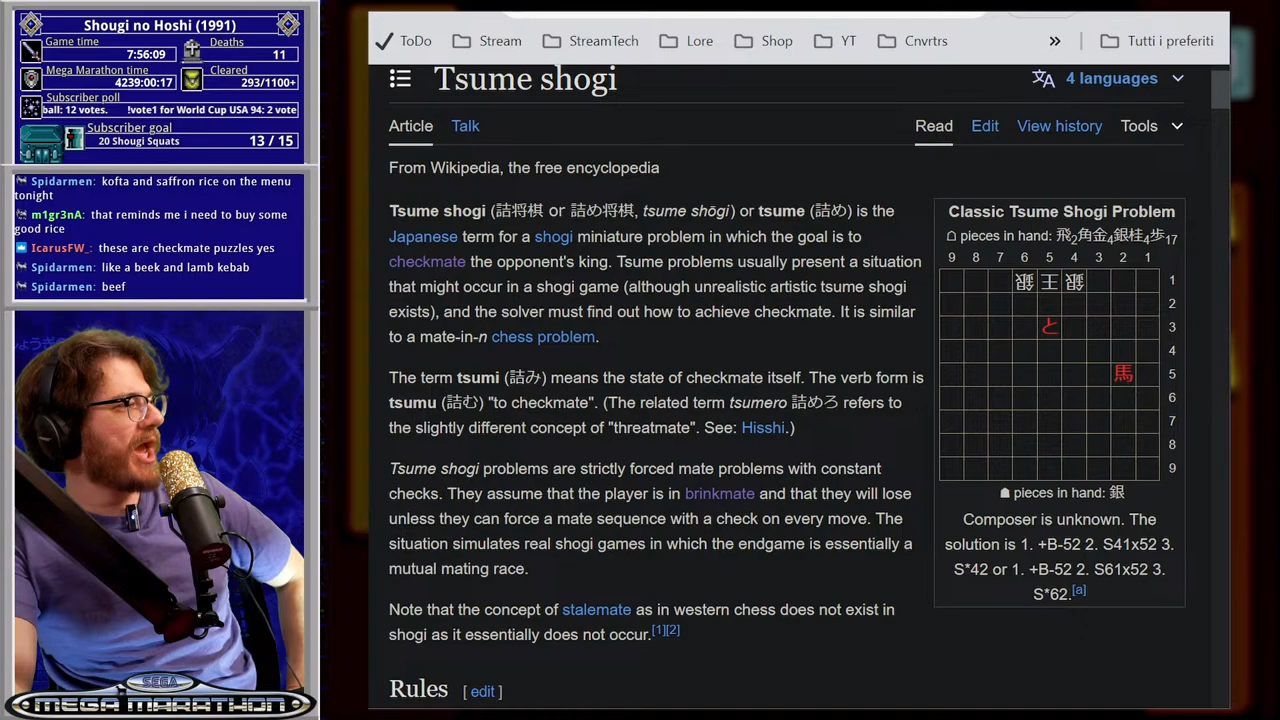 Shougi no Hoshi (1991)
Game time
7:56:09
Deaths
11
Mega Marathon time
4239:00:17
Cleared
293/1100+
Subscriber poll
ball: 12 votes. !vote1 for World Cup USA 94: 2 vote
Subscriber goal
20 Shougi Squats
13 / 15
Spidarmen: kofta and saffron rice on the menu
tonight
m1gr3nA: that reminds me i need to buy some
good rice
IcarusFW_: these are checkmate puzzles yes
Spidarmen: like a beek and lamb kebab
Spidarmen: beef
SEGA
MEGA MARATHON
ToDo
Stream
StreamTech
Lore
Shop
YT
Cnvrtrs
»
Tutti i preferiti
Tsume shogi
4 languages
Article
Talk
Read
Edit
View history
Tools
From Wikipedia, the free encyclopedia
Tsume shogi (詰将棋 or 詰め将棋, tsume shōgi) or tsume (詰め) is the
Japanese term for a shogi miniature problem in which the goal is to
checkmate the opponent's king. Tsume problems usually present a situation
that might occur in a shogi game (although unrealistic artistic tsume shogi
exists), and the solver must find out how to achieve checkmate. It is similar
to a mate-in-n chess problem.
The term tsumi (詰み) means the state of checkmate itself. The verb form is
tsumu (詰む) "to checkmate". (The related term tsumero 詰めろ refers to
the slightly different concept of "threatmate". See: Hisshi.)
Tsume shogi problems are strictly forced mate problems with constant
checks. They assume that the player is in brinkmate and that they will lose
unless they can force a mate sequence with a check on every move. The
situation simulates real shogi games in which the endgame is essentially a
mutual mating race.
Note that the concept of stalemate as in western chess does not exist in
shogi as it essentially does not occur.[1][2]
Rules [ edit ]
Classic Tsume Shogi Problem
☖ pieces in hand: 飛2角金4銀桂4歩17
9 8 7 6 5 4 3 2 1
銀 王 銀 1
2
と 3
4
馬 5
6
7
8
9
☗ pieces in hand: 銀
Composer is unknown. The
solution is 1. +B-52 2. S41x52 3.
S*42 or 1. +B-52 2. S61x52 3.
S*62.[a]